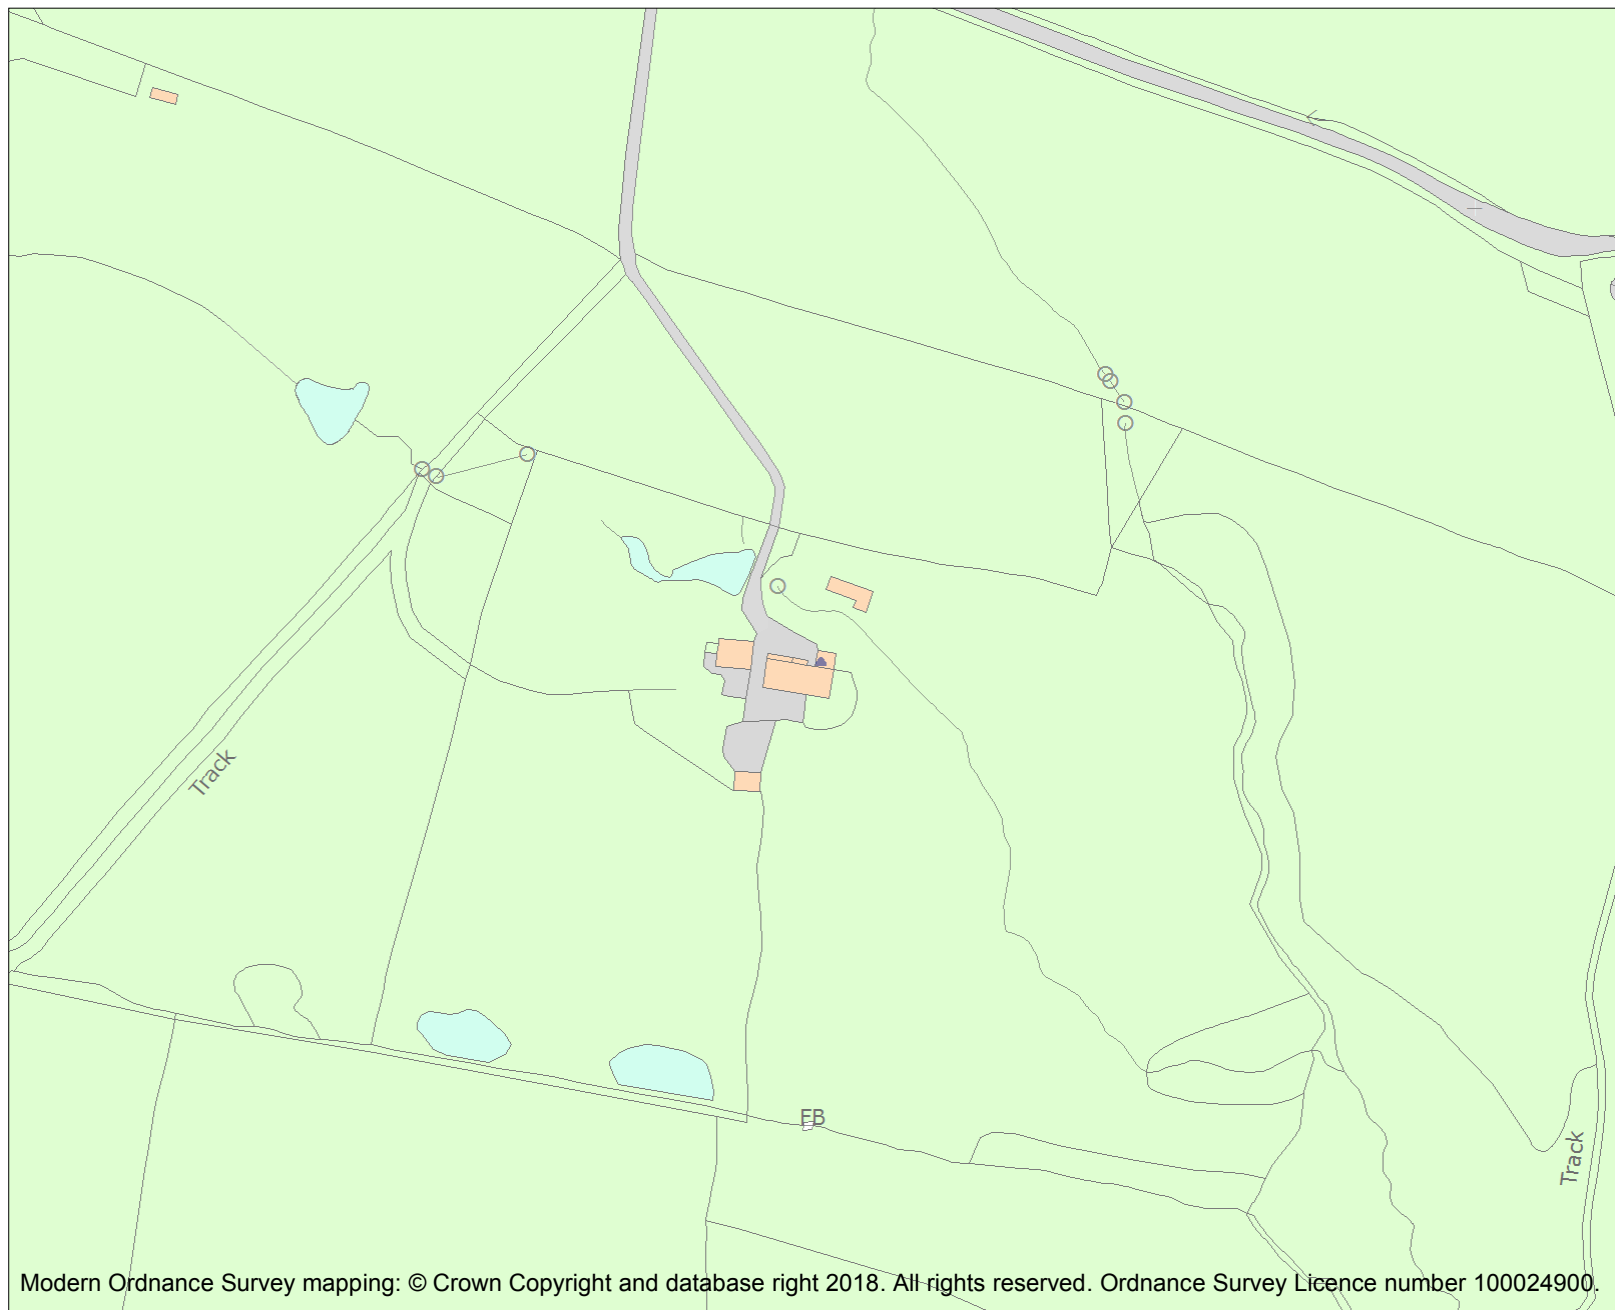 Track
FB
Track
Modern Ordnance Survey mapping: © Crown Copyright and database right 2018. All rights reserved. Ordnance Survey Licence number 100024900.